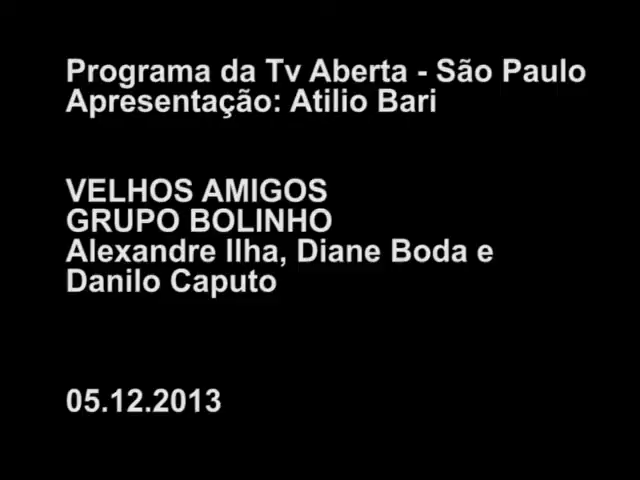 Programa da Tv Aberta - São Paulo
Apresentação: Atilio Bari
VELHOS AMIGOS
GRUPO BOLINHO
Alexandre Ilha, Diane Boda e
Danilo Caputo
05.12.2013